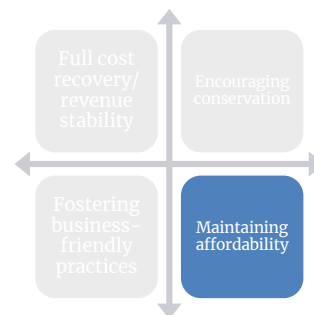 Full cost
recovery/
revenue
stability
Encouraging
conservation
Fostering
business-
friendly
practices
Maintaining
affordability